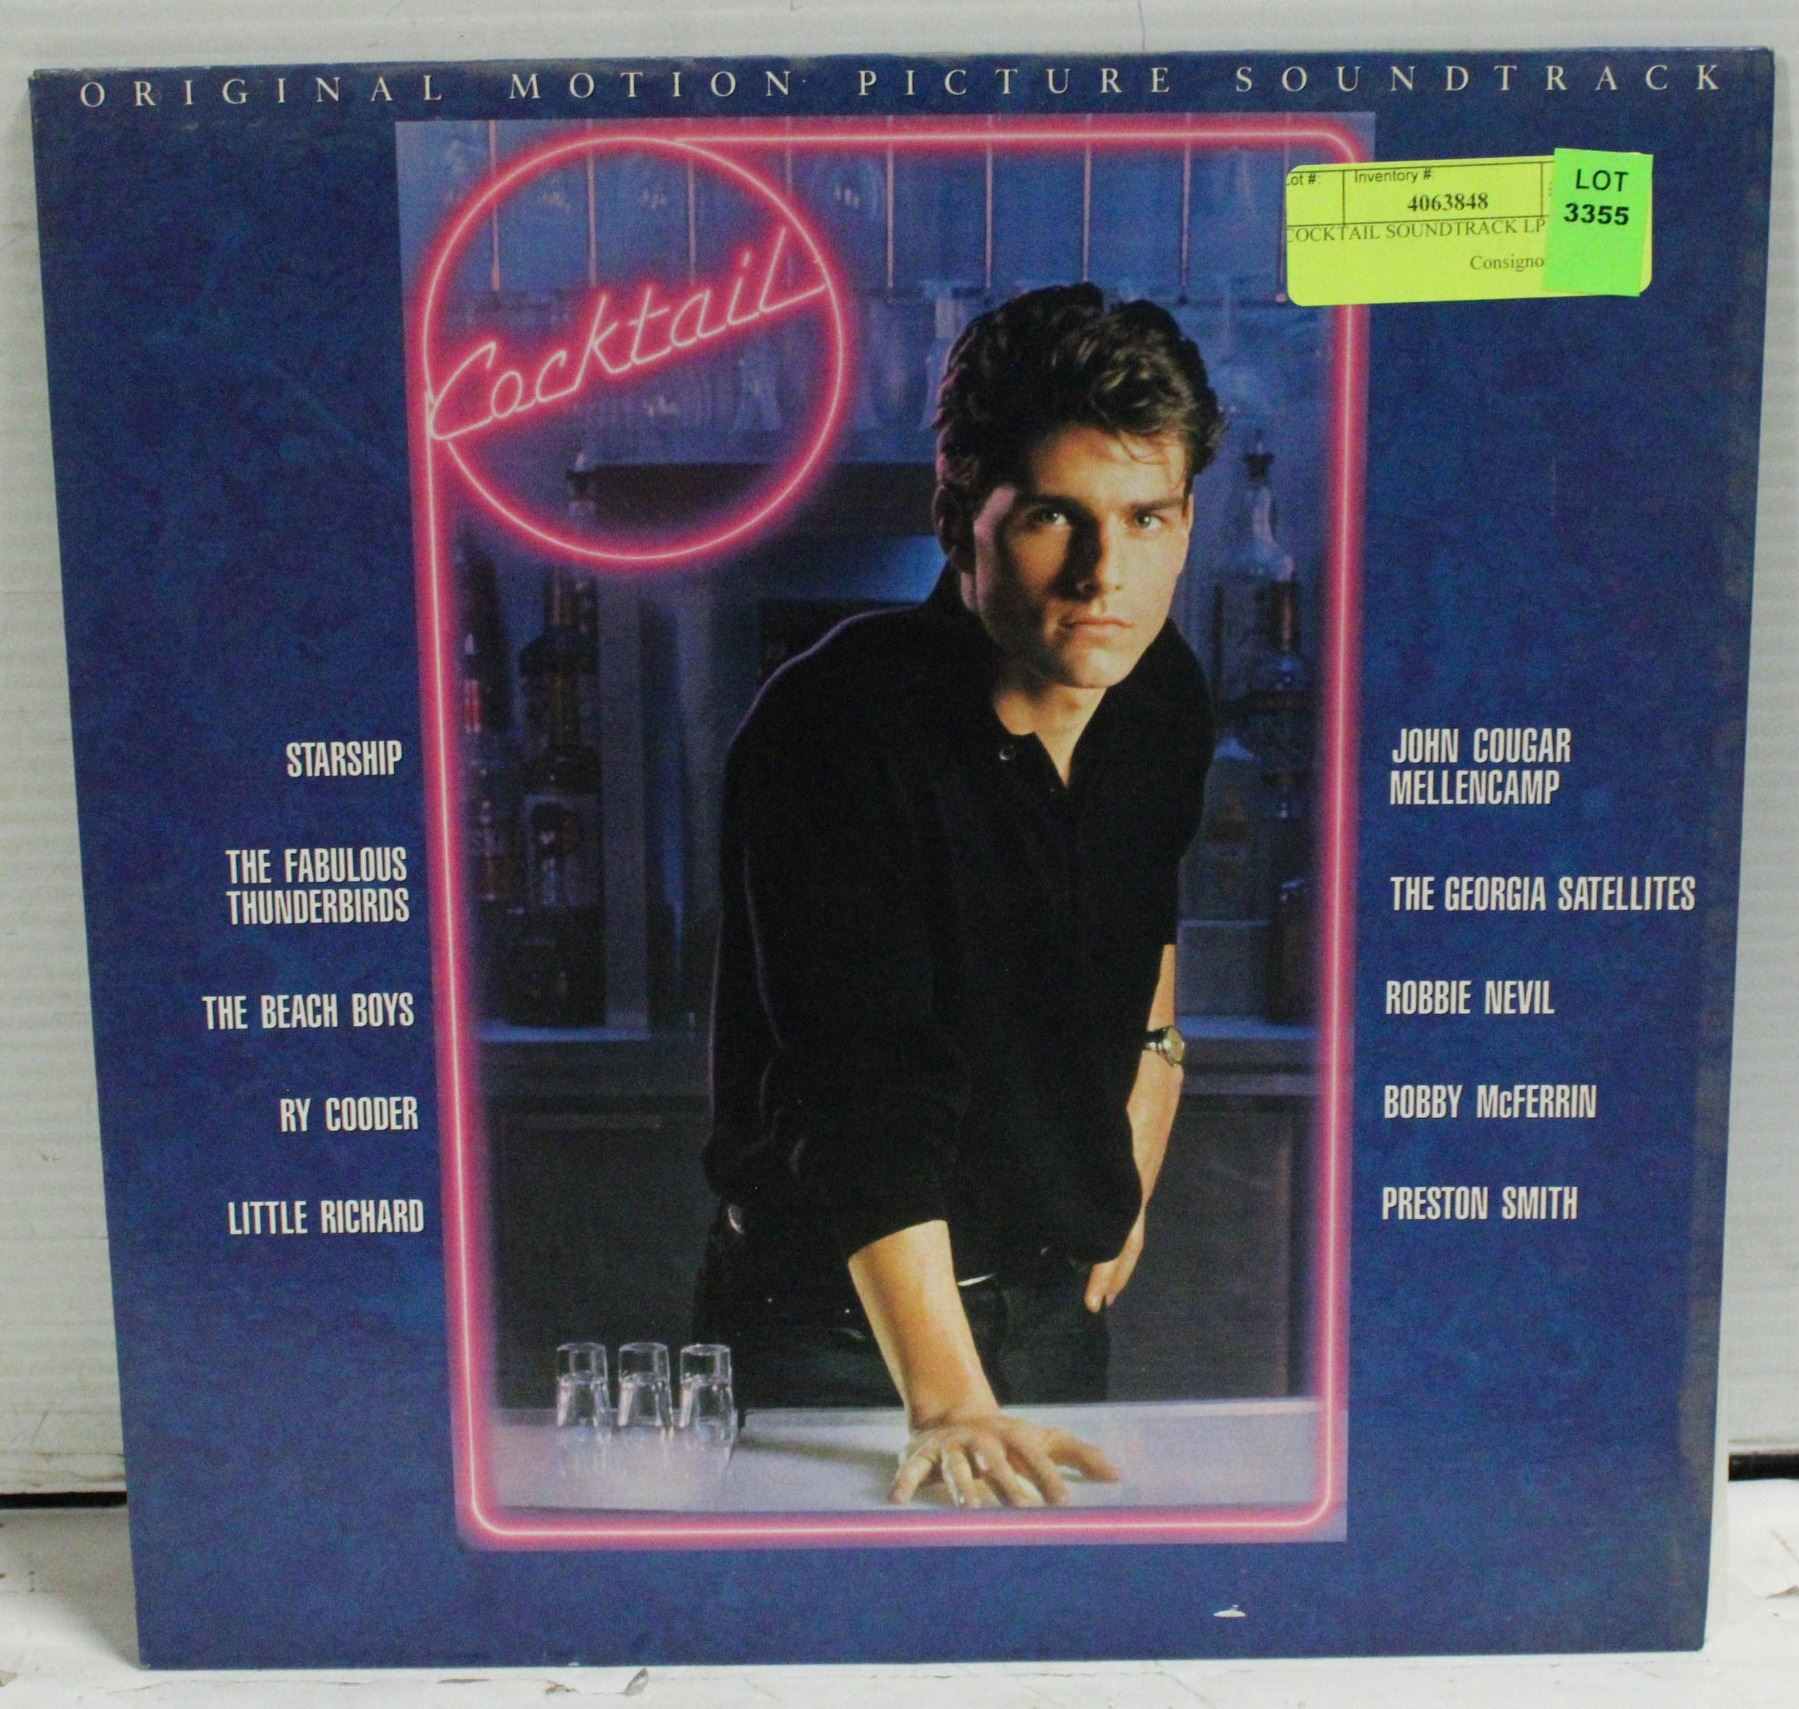 ORIGINAL MOTION PICTURE SOUNDTRACK
Cocktail
Inventory #:
4063848
COCKTAIL SOUNDTRACK LP
LOT
3355
STARSHIP
THE FABULOUS
THUNDERBIRDS
THE BEACH BOYS
RY COODER
LITTLE RICHARD
JOHN COUGAR
MELLENCAMP
THE GEORGIA SATELLITES
ROBBIE NEVIL
BOBBY McFERRIN
PRESTON SMITH